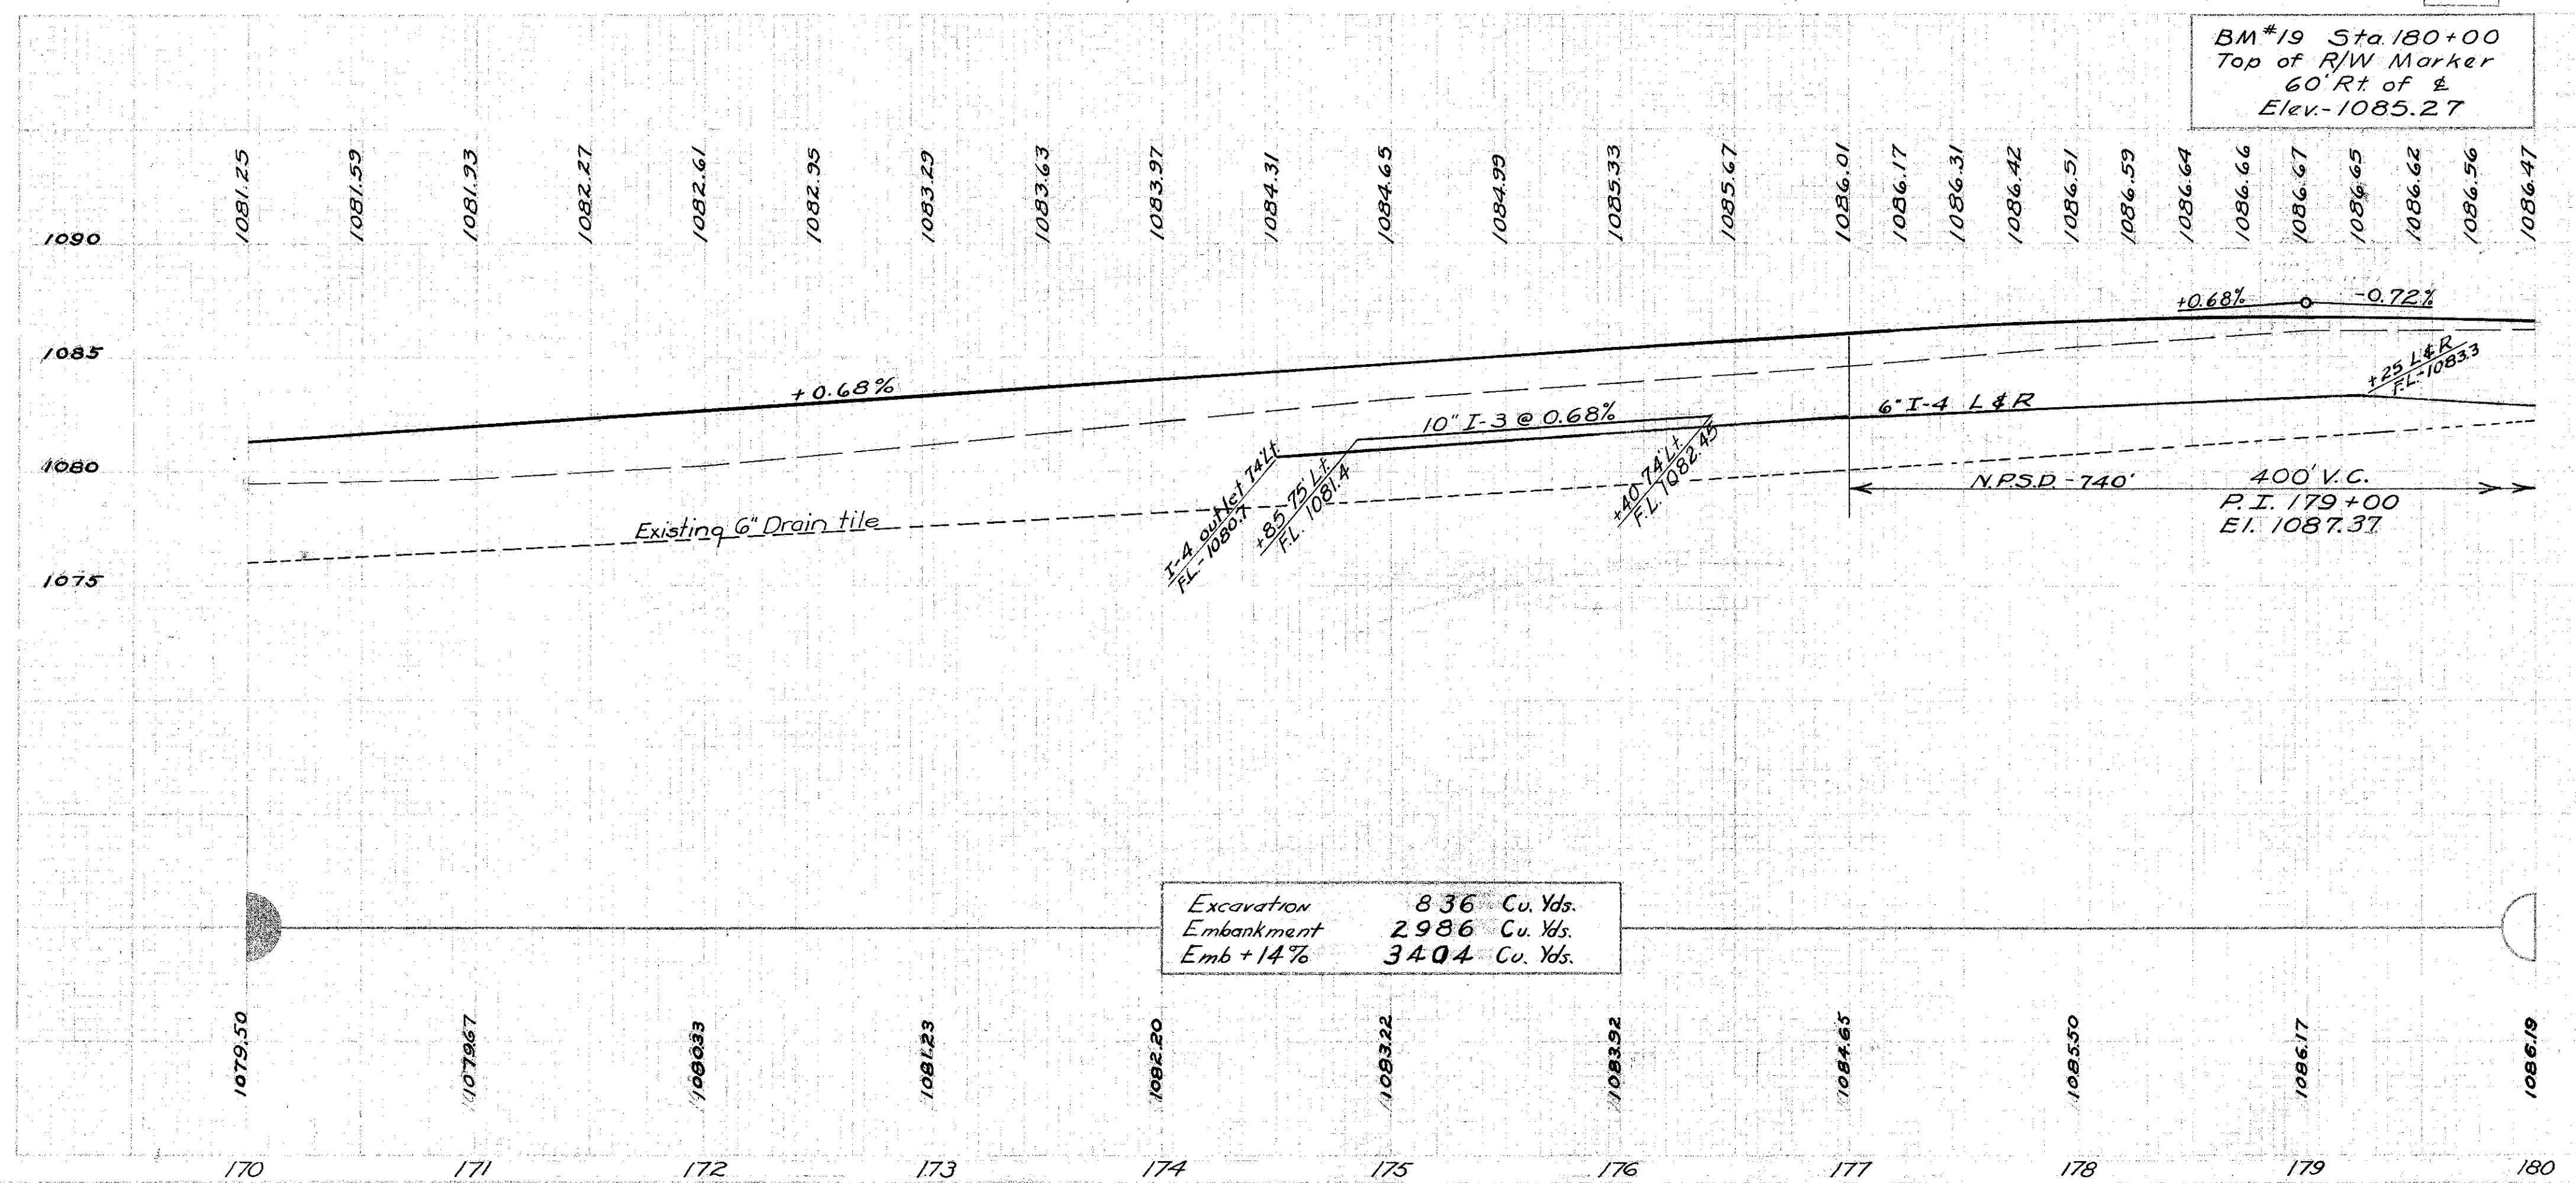 BM #19 Sta. 180+00
Top of R/W Marker
60' Rt. of ℄
Elev.-1085.27
1081.25
1081.59
1081.93
1082.27
1082.61
1082.95
1083.29
1083.63
1083.97
1084.31
1084.65
1084.99
1085.33
1085.67
1086.01
1086.17
1086.31
1086.42
1086.51
1086.59
1086.64
1086.66
1086.67
1086.65
1086.62
1086.56
1086.47
1090
1085
1080
1075
+0.68%
+0.68%
-0.72%
+25 L&R
F.L.-1083.3
6" I-4 L & R
10" I-3 @ 0.68%
I-4 outlet 74' Lt.
F.L.-1080.7
+85-75' Lt.
F.L. 1081.4
+40-74' Lt.
F.L. 1082.45
Existing 6" Drain tile
N.P.S.D.-740'
400' V.C.
P.I. 179+00
El. 1087.37
Excavation 836 Cu. Yds.
Embankment 2986 Cu. Yds.
Emb +14% 3404 Cu. Yds.
1079.50
1079.67
1080.33
1081.23
1082.20
1083.22
1083.92
1084.65
1085.50
1086.17
1086.19
170
171
172
173
174
175
176
177
178
179
180